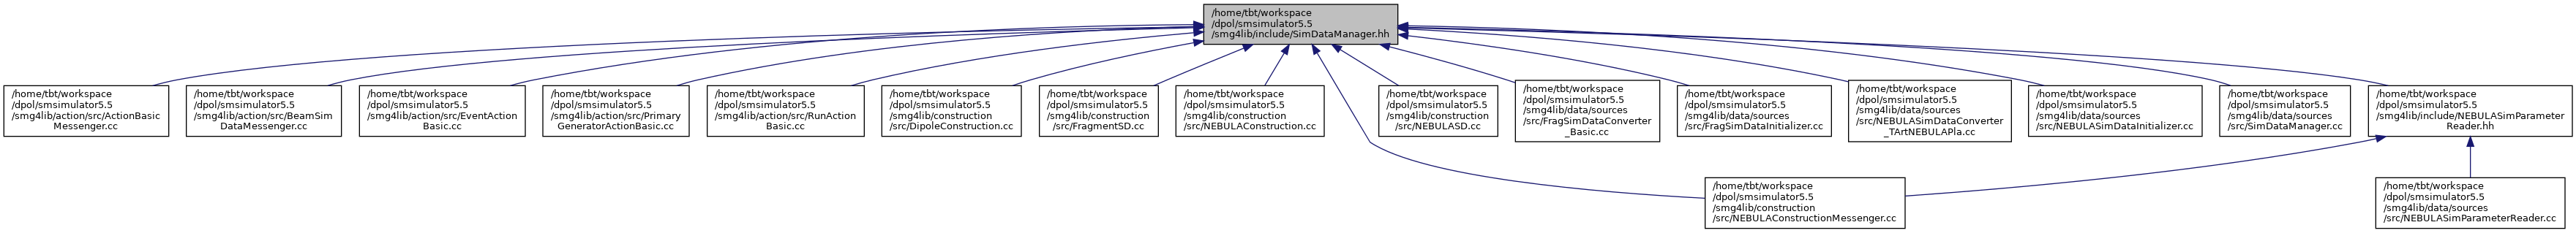 /home/tbt/workspace
/dpol/smsimulator5.5
/smg4lib/include/SimDataManager.hh
/home/tbt/workspace
/dpol/smsimulator5.5
/smg4lib/action/src/ActionBasic
Messenger.cc
/home/tbt/workspace
/dpol/smsimulator5.5
/smg4lib/action/src/BeamSim
DataMessenger.cc
/home/tbt/workspace
/dpol/smsimulator5.5
/smg4lib/action/src/EventAction
Basic.cc
/home/tbt/workspace
/dpol/smsimulator5.5
/smg4lib/action/src/Primary
GeneratorActionBasic.cc
/home/tbt/workspace
/dpol/smsimulator5.5
/smg4lib/action/src/RunAction
Basic.cc
/home/tbt/workspace
/dpol/smsimulator5.5
/smg4lib/construction
/src/DipoleConstruction.cc
/home/tbt/workspace
/dpol/smsimulator5.5
/smg4lib/construction
/src/FragmentSD.cc
/home/tbt/workspace
/dpol/smsimulator5.5
/smg4lib/construction
/src/NEBULAConstruction.cc
/home/tbt/workspace
/dpol/smsimulator5.5
/smg4lib/construction
/src/NEBULASD.cc
/home/tbt/workspace
/dpol/smsimulator5.5
/smg4lib/data/sources
/src/FragSimDataConverter
_Basic.cc
/home/tbt/workspace
/dpol/smsimulator5.5
/smg4lib/data/sources
/src/FragSimDataInitializer.cc
/home/tbt/workspace
/dpol/smsimulator5.5
/smg4lib/data/sources
/src/NEBULASimDataConverter
_TArtNEBULAPla.cc
/home/tbt/workspace
/dpol/smsimulator5.5
/smg4lib/data/sources
/src/NEBULASimDataInitializer.cc
/home/tbt/workspace
/dpol/smsimulator5.5
/smg4lib/data/sources
/src/SimDataManager.cc
/home/tbt/workspace
/dpol/smsimulator5.5
/smg4lib/include/NEBULASimParameter
Reader.hh
/home/tbt/workspace
/dpol/smsimulator5.5
/smg4lib/construction
/src/NEBULAConstructionMessenger.cc
/home/tbt/workspace
/dpol/smsimulator5.5
/smg4lib/data/sources
/src/NEBULASimParameterReader.cc